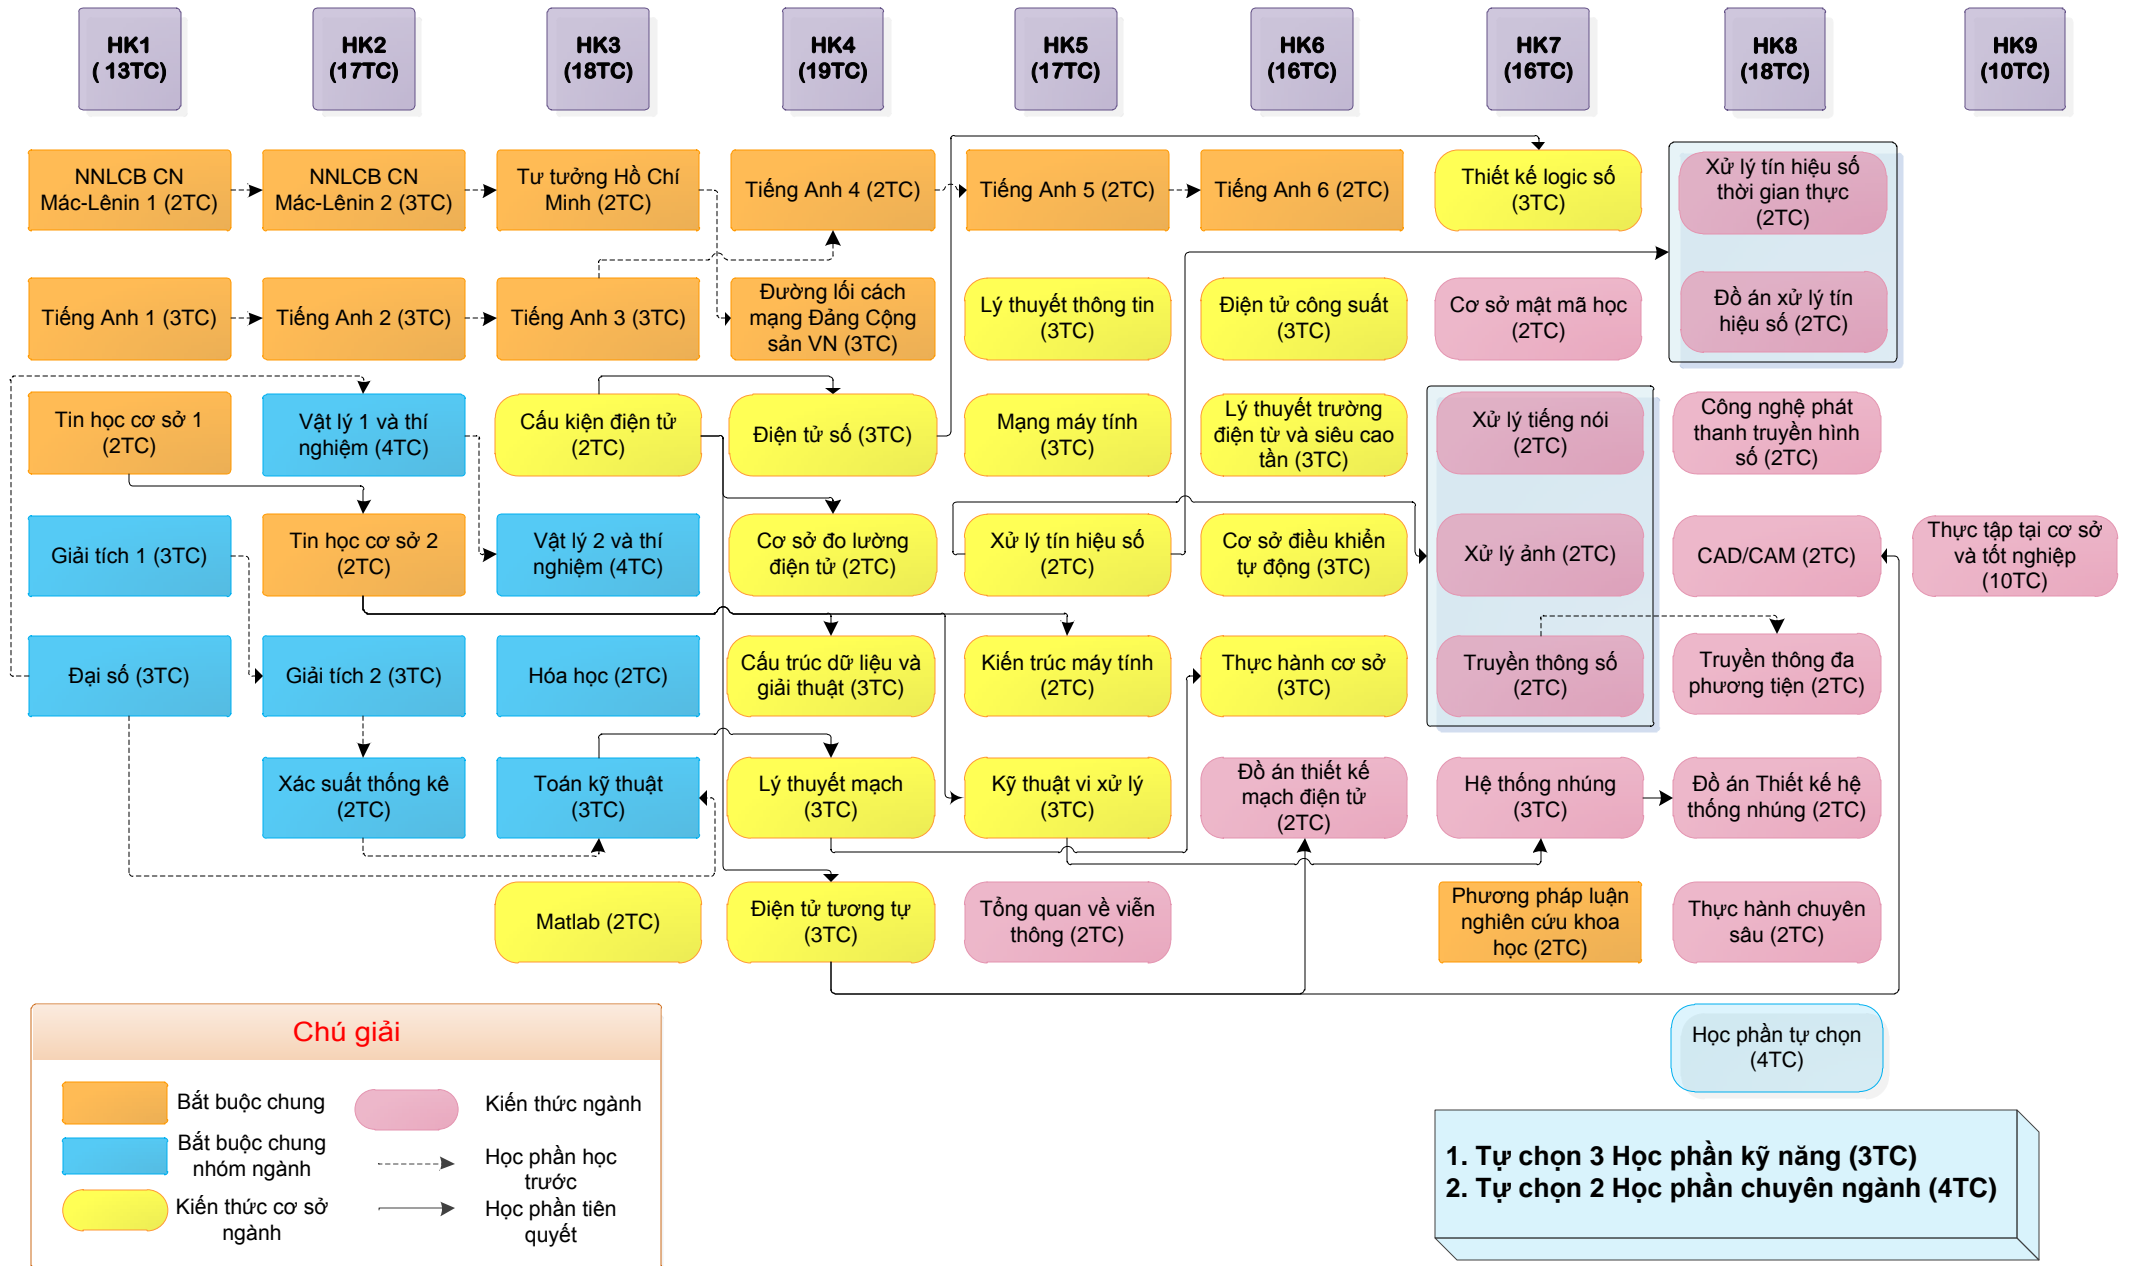 HK1
( 13TC)
HK2
(17TC)
HK3
(18TC)
HK4
(19TC)
HK5
(17TC)
HK6
(16TC)
HK7
(16TC)
HK8
(18TC)
HK9
(10TC)
NNLCB CN
Mác-Lênin 1 (2TC)
NNLCB CN
Mác-Lênin 2 (3TC)
Tư tưởng Hồ Chí
Minh (2TC)
Tiếng Anh 4 (2TC)
Tiếng Anh 5 (2TC)
Tiếng Anh 6 (2TC)
Thiết kế logic số
(3TC)
Xử lý tín hiệu số
thời gian thực
(2TC)
Tiếng Anh 1 (3TC)
Tiếng Anh 2 (3TC)
Tiếng Anh 3 (3TC)
Đường lối cách
mạng Đảng Cộng
sản VN (3TC)
Lý thuyết thông tin
(3TC)
Điện tử công suất
(3TC)
Cơ sở mật mã học
(2TC)
Đồ án xử lý tín
hiệu số (2TC)
Tin học cơ sở 1
(2TC)
Vật lý 1 và thí
nghiệm (4TC)
Cấu kiện điện tử
(2TC)
Điện tử số (3TC)
Mạng máy tính
(3TC)
Lý thuyết trường
điện từ và siêu cao
tần (3TC)
Xử lý tiếng nói
(2TC)
Công nghệ phát
thanh truyền hình
số (2TC)
Giải tích 1 (3TC)
Tin học cơ sở 2
(2TC)
Vật lý 2 và thí
nghiệm (4TC)
Cơ sở đo lường
điện tử (2TC)
Xử lý tín hiệu số
(2TC)
Cơ sở điều khiển
tự động (3TC)
Xử lý ảnh (2TC)
CAD/CAM (2TC)
Thực tập tại cơ sở
và tốt nghiệp
(10TC)
Đại số (3TC)
Giải tích 2 (3TC)
Hóa học (2TC)
Cấu trúc dữ liệu và
giải thuật (3TC)
Kiến trúc máy tính
(2TC)
Thực hành cơ sở
(3TC)
Truyền thông số
(2TC)
Truyền thông đa
phương tiện (2TC)
Xác suất thống kê
(2TC)
Toán kỹ thuật
(3TC)
Lý thuyết mạch
(3TC)
Kỹ thuật vi xử lý
(3TC)
Đồ án thiết kế
mạch điện tử
(2TC)
Hệ thống nhúng
(3TC)
Đồ án Thiết kế hệ
thống nhúng (2TC)
Matlab (2TC)
Điện tử tương tự
(3TC)
Tổng quan về viễn
thông (2TC)
Phương pháp luận
nghiên cứu khoa
học (2TC)
Thực hành chuyên
sâu (2TC)
Học phần tự chọn
(4TC)
Chú giải
Bắt buộc chung
Kiến thức ngành
Bắt buộc chung
nhóm ngành
Học phần học
trước
Kiến thức cơ sở
ngành
Học phần tiên
quyết
1. Tự chọn 3 Học phần kỹ năng (3TC)
2. Tự chọn 2 Học phần chuyên ngành (4TC)